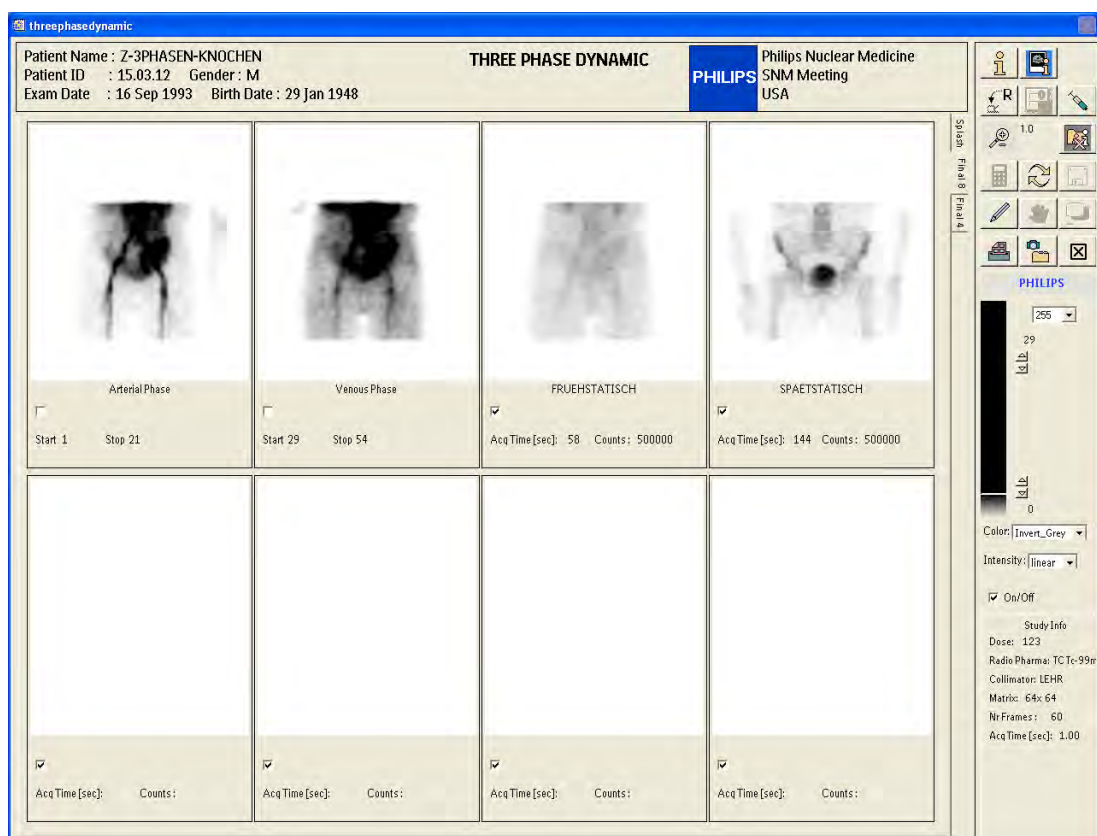 threephasedynamic
Patient Name : Z-3PHASEN-KNOCHEN
Patient ID : 15.03.12 Gender : M
Exam Date : 16 Sep 1993 Birth Date : 29 Jan 1948
THREE PHASE DYNAMIC
PHILIPS
Philips Nuclear Medicine
SNM Meeting
USA
Splash
Final 8
Final 4
Arterial Phase
Start 1 Stop 21
Venous Phase
Start 29 Stop 54
FRUEHSTATISCH
Acq Time [sec]: 58 Counts : 500000
SPAETSTATISCH
Acq Time [sec]: 144 Counts : 500000
Acq Time [sec]: Counts :
Acq Time [sec]: Counts :
Acq Time [sec]: Counts :
Acq Time [sec]: Counts :
R
1.0
PHILIPS
255
29
0
Color: Invert_Grey
Intensity: linear
On/Off
Study Info
Dose: 123
Radio Pharma: TC Tc-99m
Collimator: LEHR
Matrix: 64x 64
Nr Frames : 60
Acq Time [sec]: 1.00